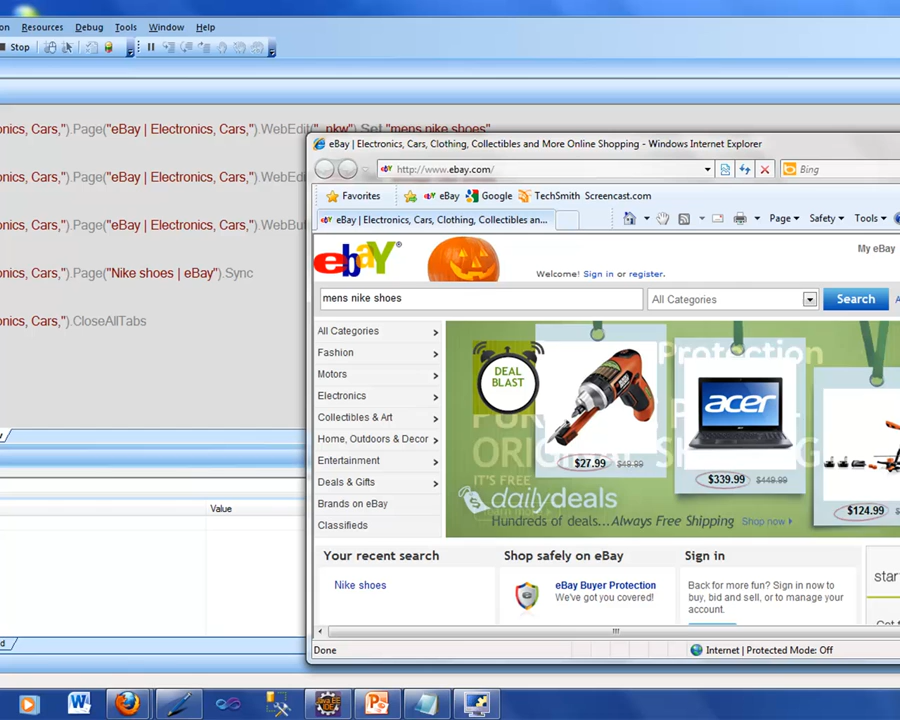 on Resources Debug Tools Window Help
Stop
onics, Cars,").Page("eBay | Electronics, Cars,").WebEdit("_nkw").Set "mens nike shoes"
onics, Cars,").Page("eBay | Electronics, Cars,").
onics, Cars,").Page("eBay | Electronics, Cars,").WebBu
onics, Cars,").Page("Nike shoes | eBay").Sync
onics, Cars,").CloseAllTabs
Value
eBay | Electronics, Cars, Clothing, Collectibles and More Online Shopping - Windows Internet Explorer
http://www.ebay.com/
Bing
Favorites eBay Google TechSmith Screencast.com
eBay | Electronics, Cars, Clothing, Collectibles an...
Page Safety Tools
ebaY®
My eBay
Welcome! Sign in or register.
mens nike shoes All Categories Search A
All Categories
Fashion
Motors
Electronics
Collectibles & Art
Home, Outdoors & Decor
Entertainment
Deals & Gifts
Brands on eBay
Classifieds
DEAL
BLAST
Protection
ORIGINAL SHIPPING
IT'S FREE
acer
$27.99 $49.99
$339.99 $449.99
$124.99
dailydeals
Hundreds of deals...Always Free Shipping Shop now
Your recent search
Nike shoes
Shop safely on eBay
eBay Buyer Protection
We've got you covered!
Sign in
Back for more fun? Sign in now to
buy, bid and sell, or to manage your
account.
star
Done
Internet | Protected Mode: Off
Java EE
IDE